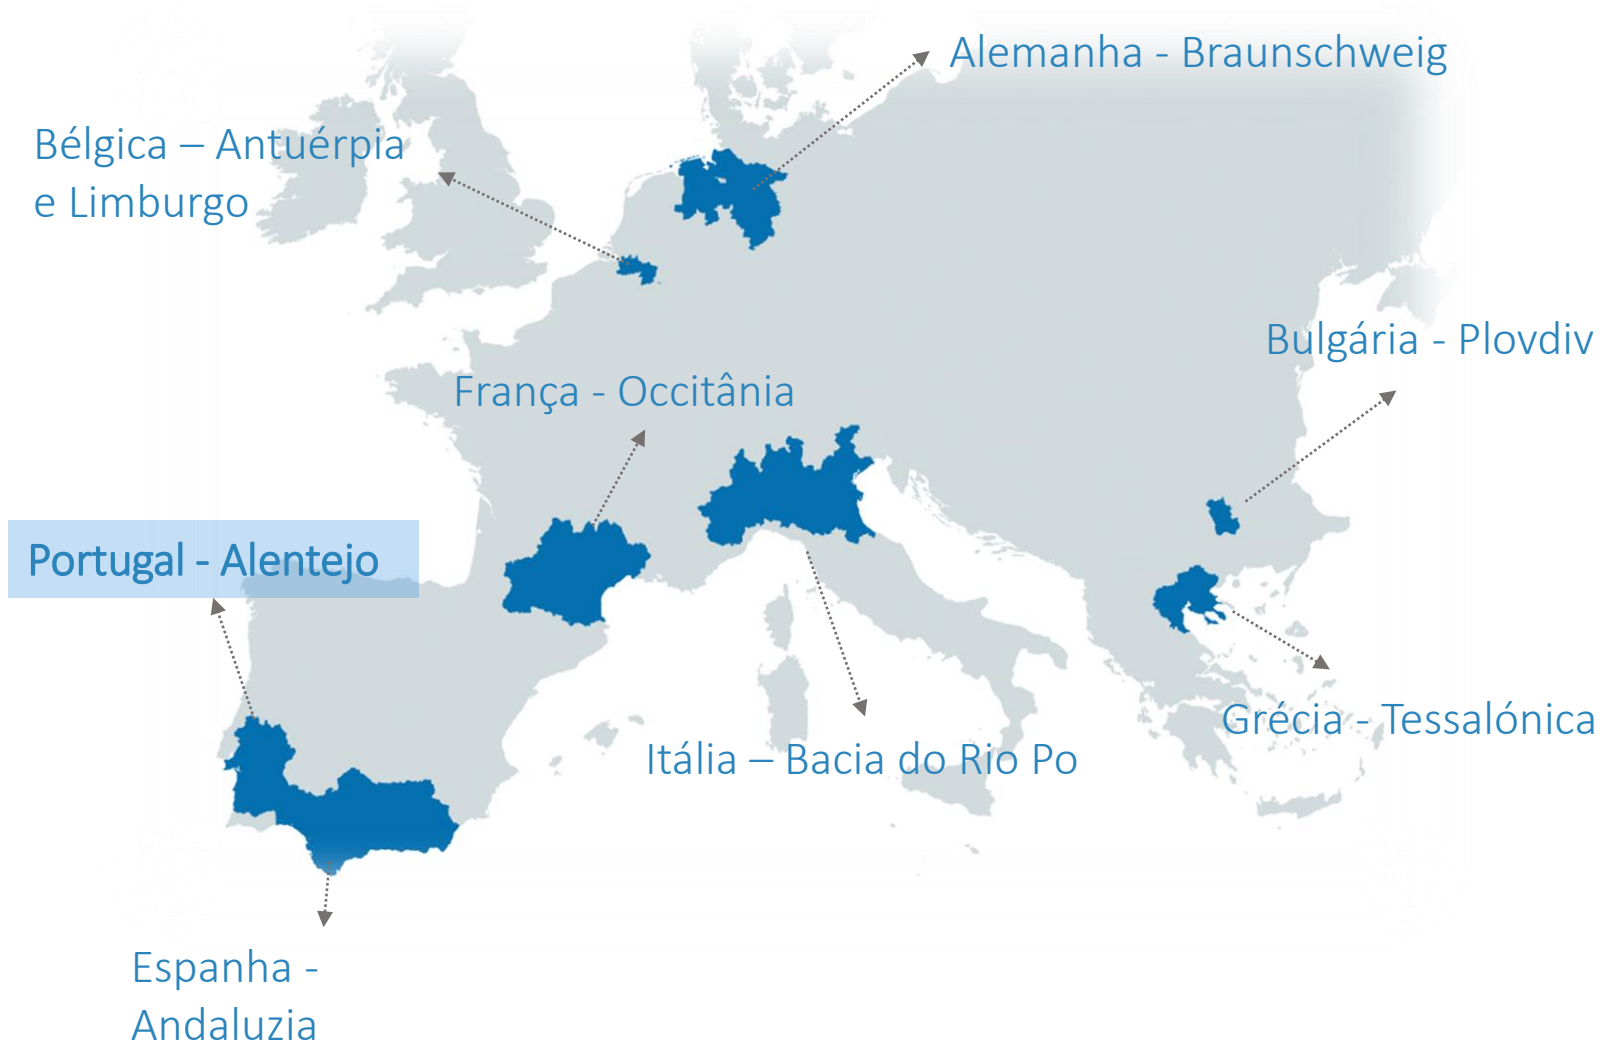 Alemanha - Braunschweig
Bélgica – Antuérpia
e Limburgo
Bulgária - Plovdiv
França - Occitânia
Portugal - Alentejo
Grécia - Tessalónica
Itália – Bacia do Rio Po
Espanha -
Andaluzia